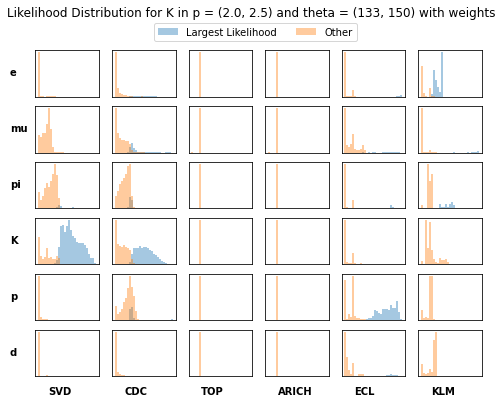 Likelihood Distribution for K in p = (2.0, 2.5) and theta = (133, 150) with weights
Largest Likelihood Other
e
mu
pi
K
p
d
SVD CDC TOP ARICH ECL KLM